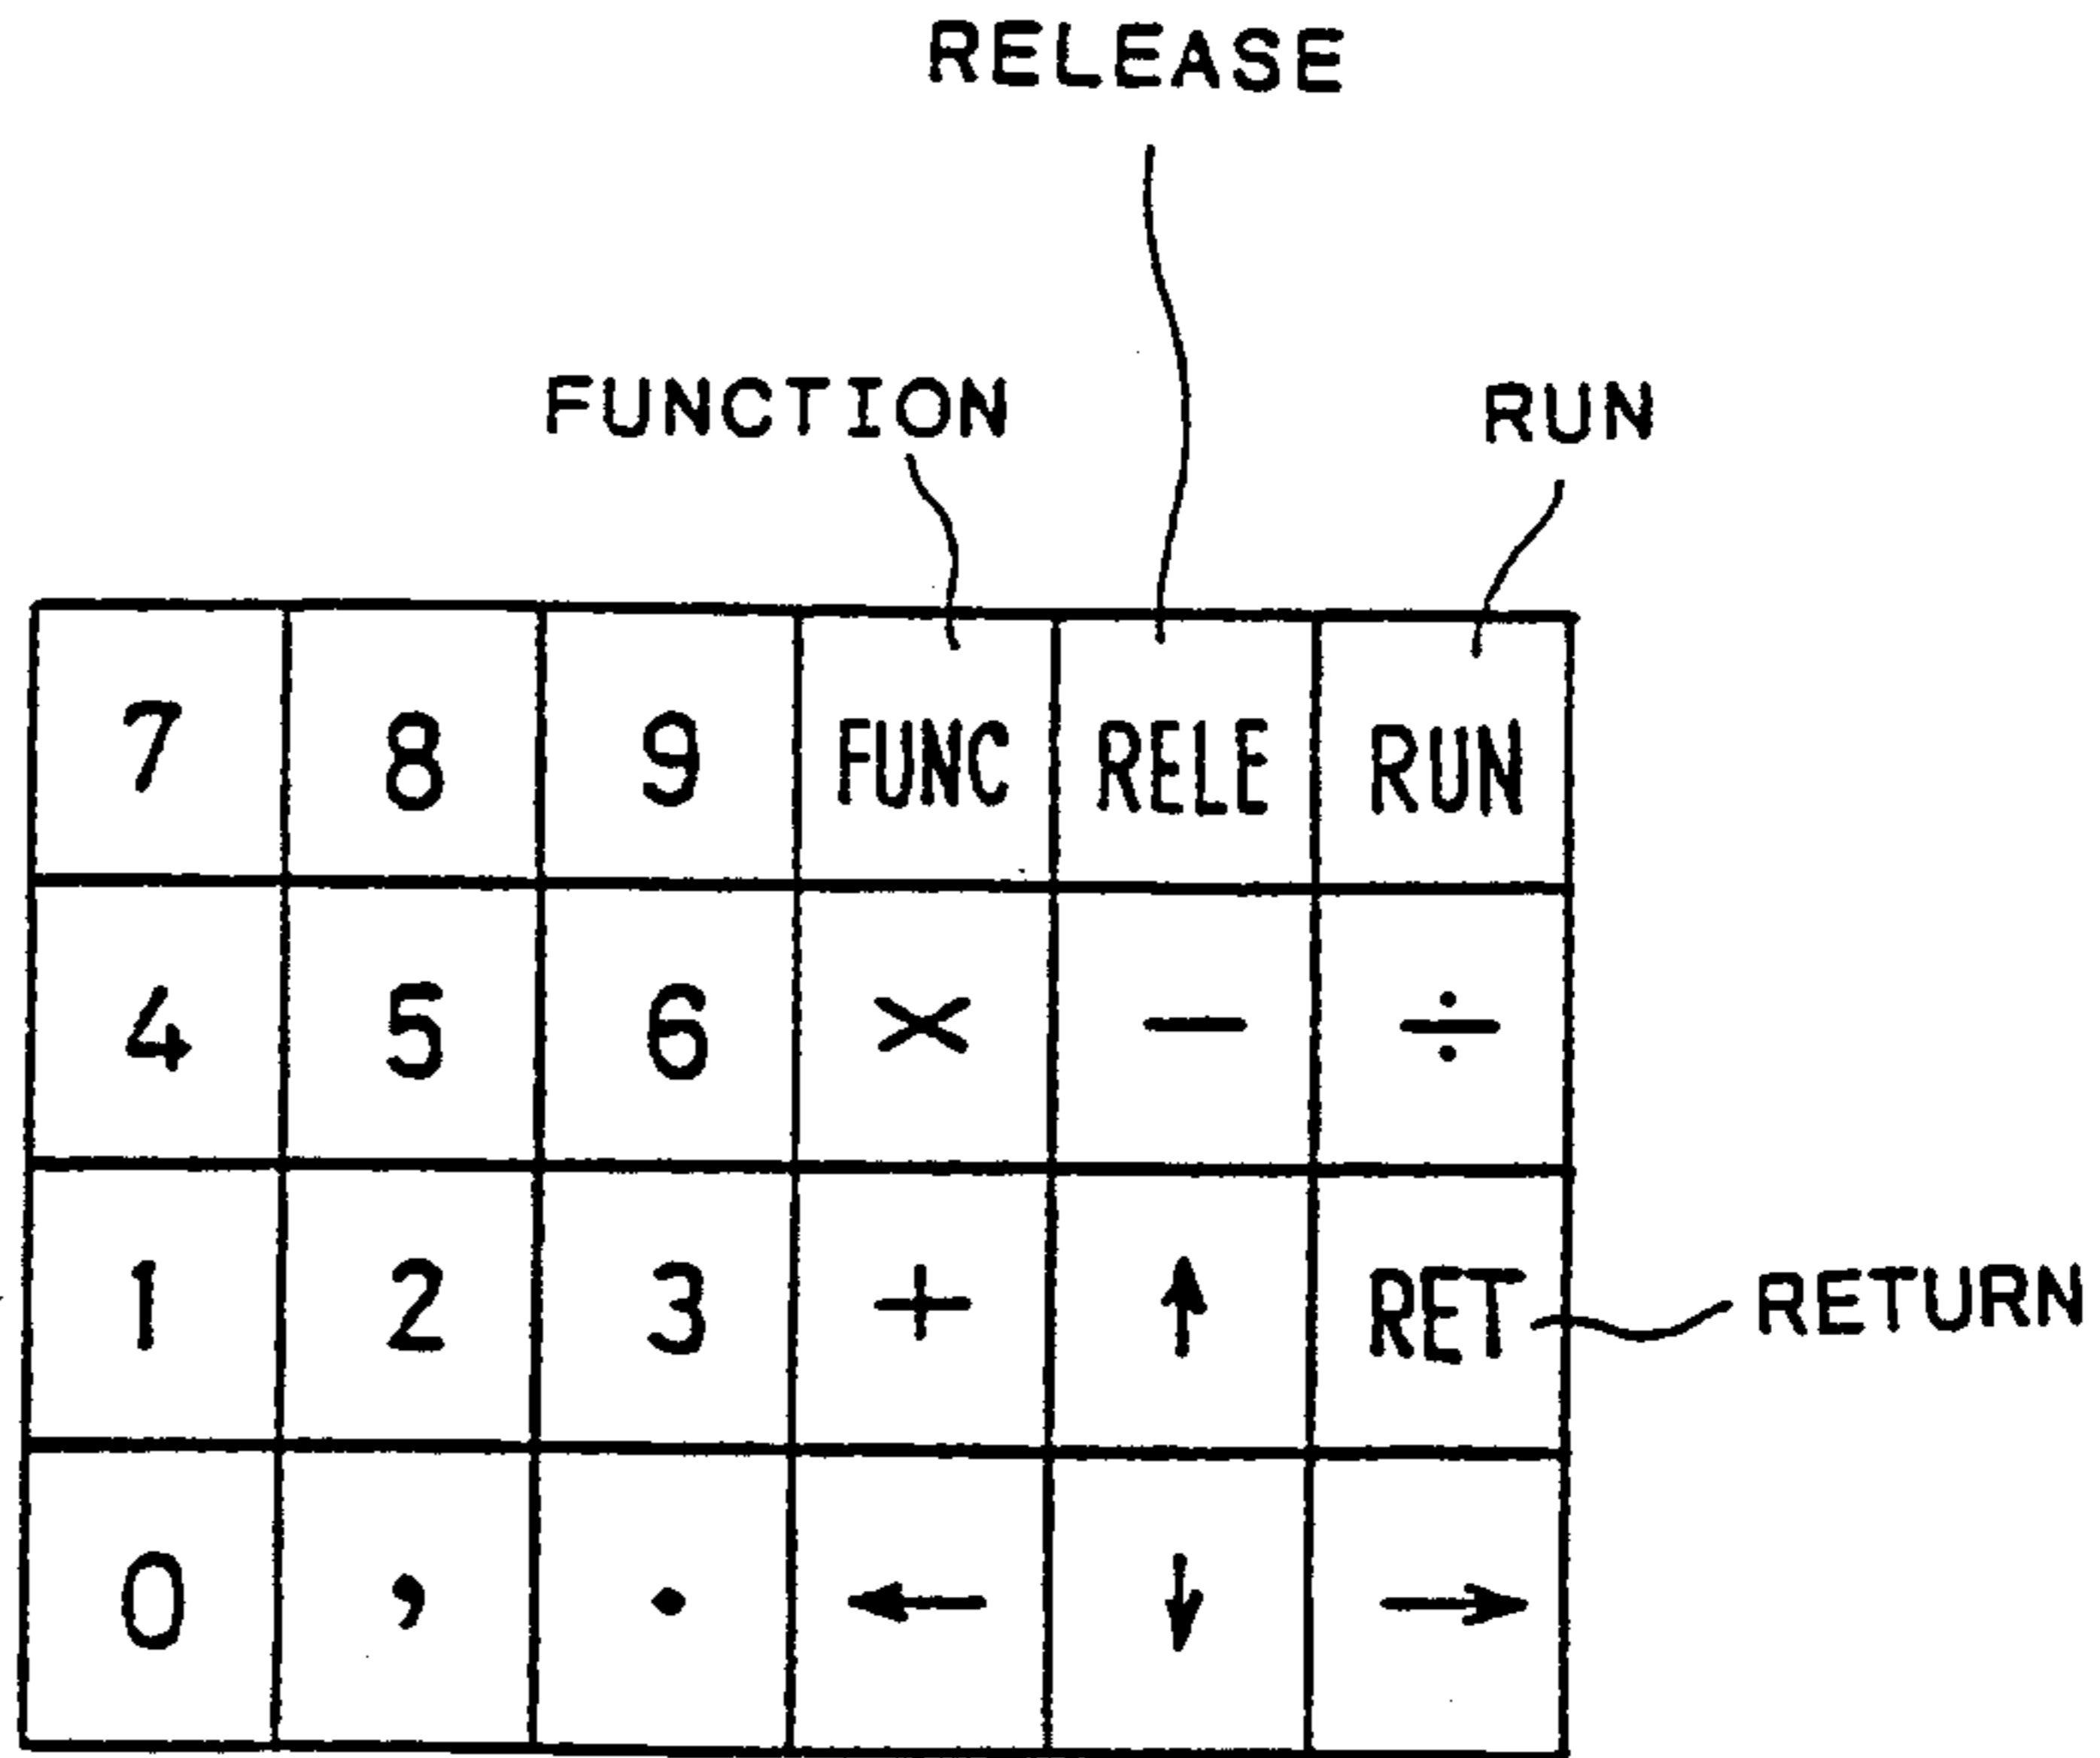 RELEASE
FUNCTION RUN
7 8 9 FUNC RELE RUN
4 5 6 × − ÷
1 2 3 + ↑ RET RETURN
0 , . ← ↓ →